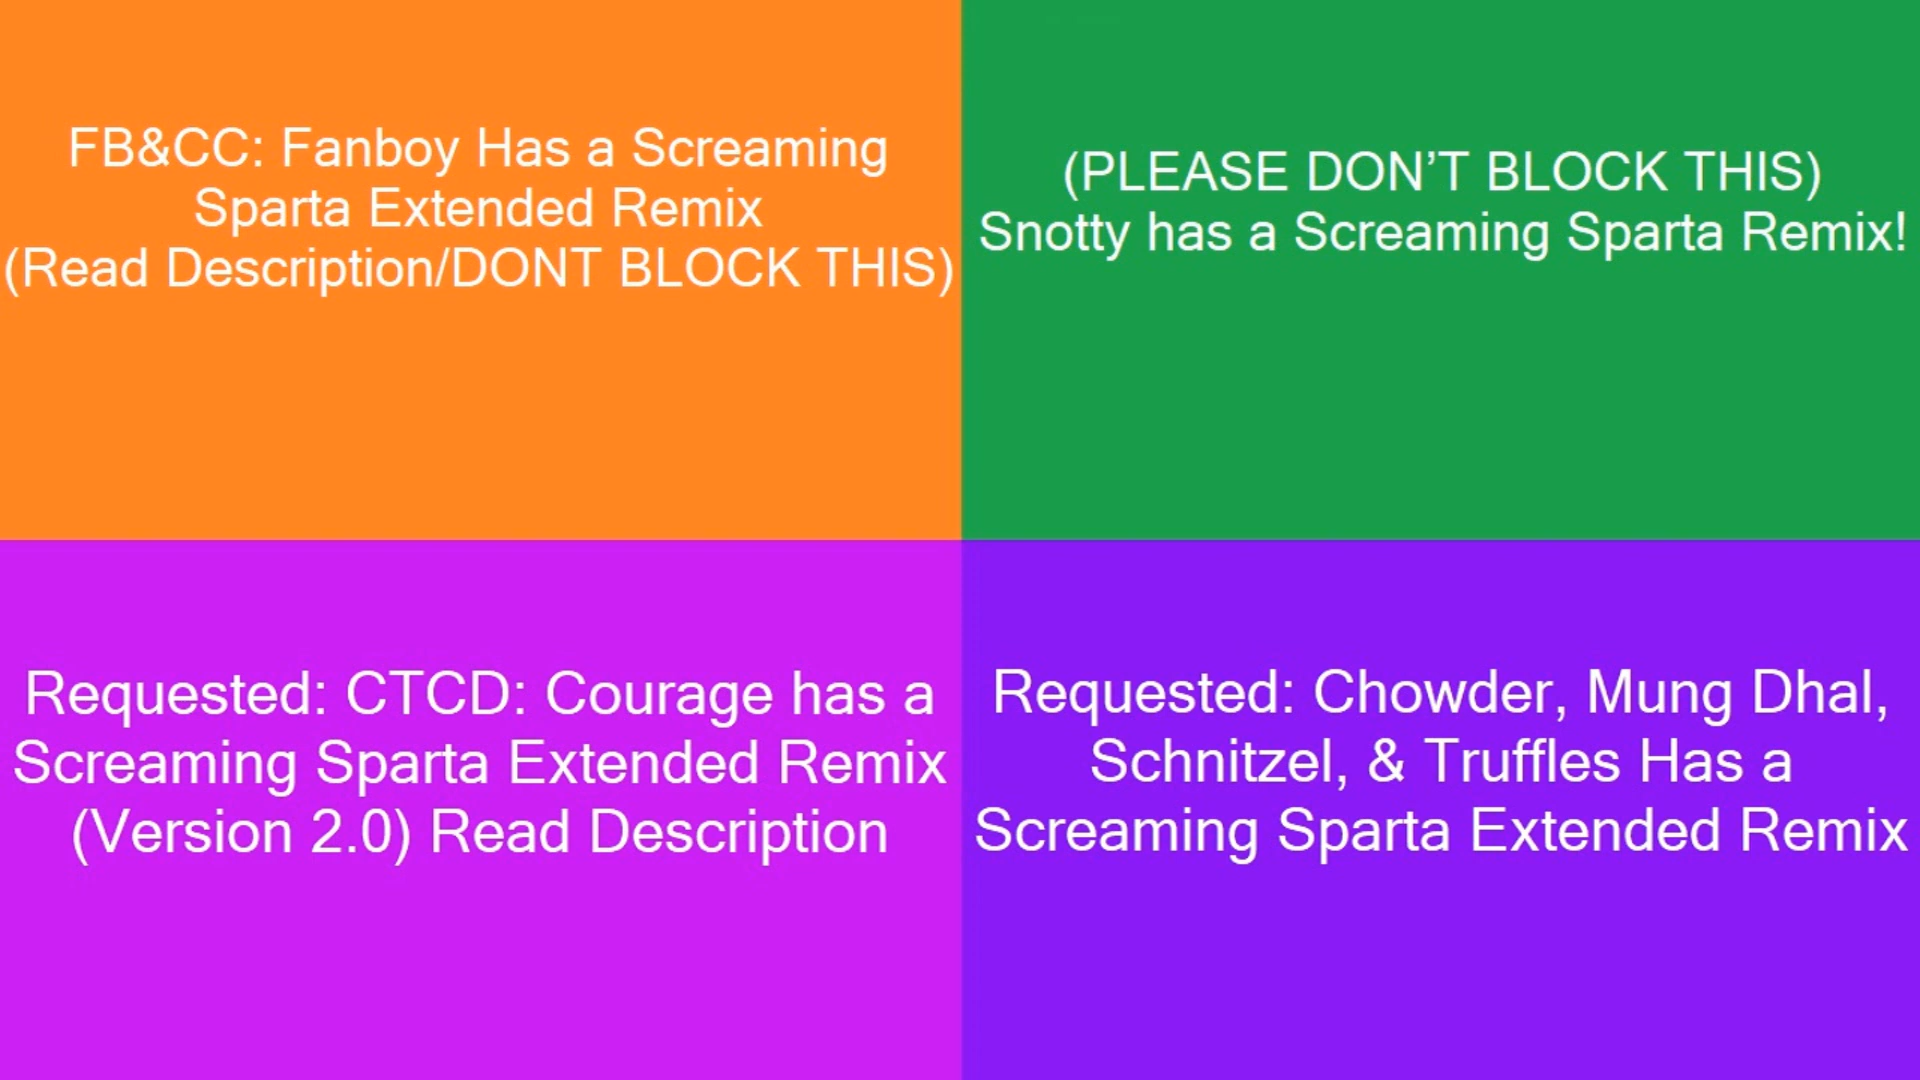 FB&CC: Fanboy Has a Screaming
Sparta Extended Remix
(Read Description/DONT BLOCK THIS)
(PLEASE DON’T BLOCK THIS)
Snotty has a Screaming Sparta Remix!
Requested: CTCD: Courage has a
Screaming Sparta Extended Remix
(Version 2.0) Read Description
Requested: Chowder, Mung Dhal,
Schnitzel, & Truffles Has a
Screaming Sparta Extended Remix